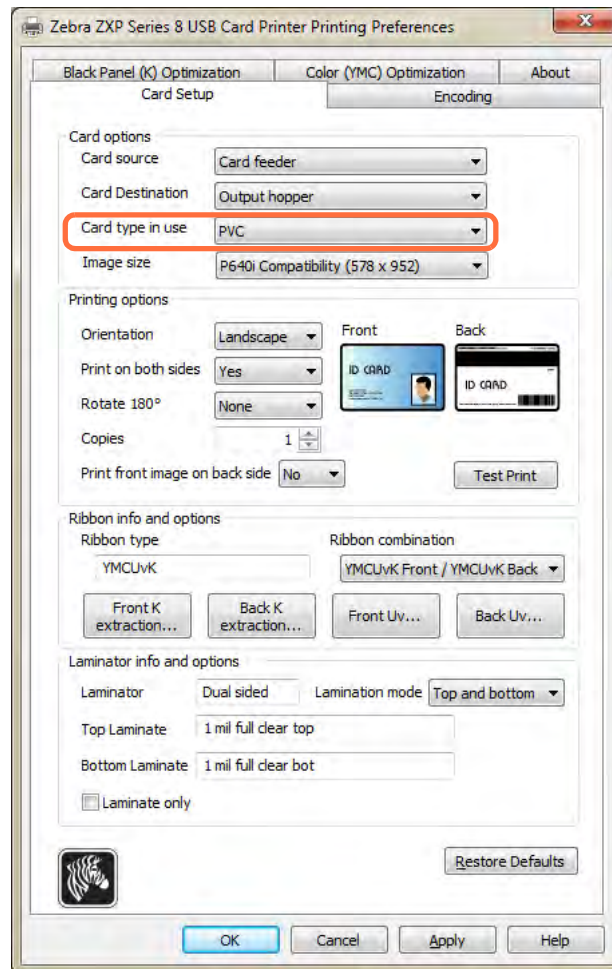 Zebra ZXP Series 8 USB Card Printer Printing Preferences
Black Panel (K) Optimization Color (YMC) Optimization About
Card Setup Encoding
Card options
Card source Card feeder
Card Destination Output hopper
Card type in use PVC
Image size P640i Compatibility (578 x 952)
Printing options
Orientation Landscape Front Back
Print on both sides Yes
ID CARD
ID CARD
Rotate 180° None
Copies 1
Print front image on back side No Test Print
Ribbon info and options
Ribbon type Ribbon combination
YMCUvK YMCUvK Front / YMCUvK Back
Front K extraction... Back K extraction... Front Uv... Back Uv...
Laminator info and options
Laminator Dual sided Lamination mode Top and bottom
Top Laminate 1 mil full clear top
Bottom Laminate 1 mil full clear bot
Laminate only
Restore Defaults
OK Cancel Apply Help